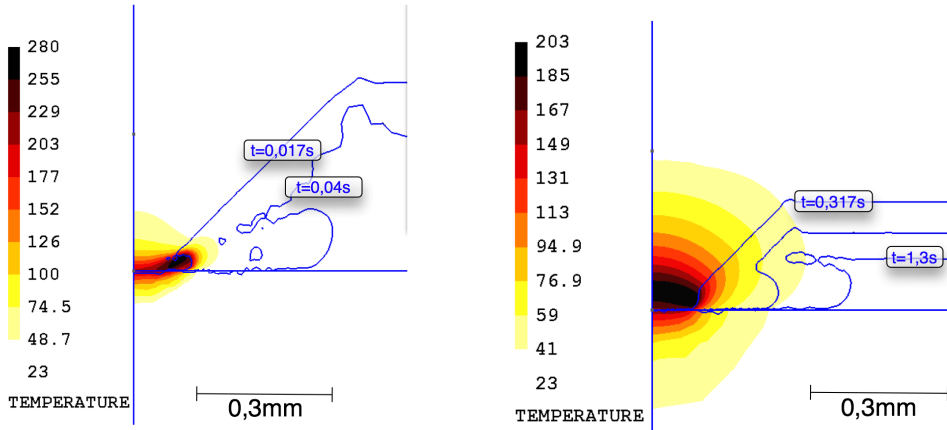 280
255
229
203
177
152
126
100
74.5
48.7
23
TEMPERATURE
t=0,017s
t=0,04s
0,3mm
203
185
167
149
131
113
94.9
76.9
59
41
23
TEMPERATURE
t=0,317s
t=1,3s
0,3mm